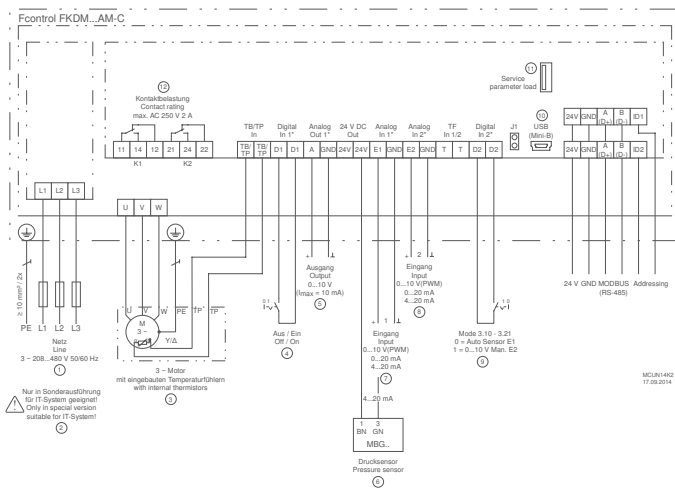 Fcontrol FKDM...AM-C
12
Kontaktbelastung
Contact rating
max. AC 250 V 2 A
11
Service
parameter load
10
USB
(Mini-B)
J1
TB/TP
In
Digital
In 1*
Analog
Out 1*
24 V DC
Out
Analog
In 1*
Analog
In 2*
TF
In 1/2
Digital
In 2*
24V GND A (D+) B (D-) ID1
11 14 12 21 24 22
K1 K2
TB/TP TB/TP D1 D1 A GND 24V 24V E1 GND E2 GND T T D2 D2
24V GND A (D+) B (D-) ID2
L1 L2 L3
U V W
≥ 10 mm² / 2x
PE L1 L2 L3
Netz
Line
3 ~ 208...480 V 50/60 Hz
1
Nur in Sonderausführung
für IT-System geeignet!
Only in special version
suitable for IT-System!
2
U V W PE TP TP
M
3 ~
Y/Δ
3 ~ Motor
mit eingebauten Temperaturfühlern
with internal thermistors
3
0 1
Aus / Ein
Off / On
4
+
Ausgang
Output
0...10 V
(Imax = 10 mA)
5
+ 1
Eingang
Input
0...10 V(PWM)
0...20 mA
4...20 mA
7
4...20 mA
1 3
BN GN
MBG..
Drucksensor
Pressure sensor
6
+ 2
Eingang
Input
0...10 V(PWM)
0...20 mA
4...20 mA
8
1 0
Mode 3.10 - 3.21
0 = Auto Sensor E1
1 = 0...10 V Man. E2
9
24 V GND MODBUS Addressing
(RS-485)
MCUN14K2
17.09.2014